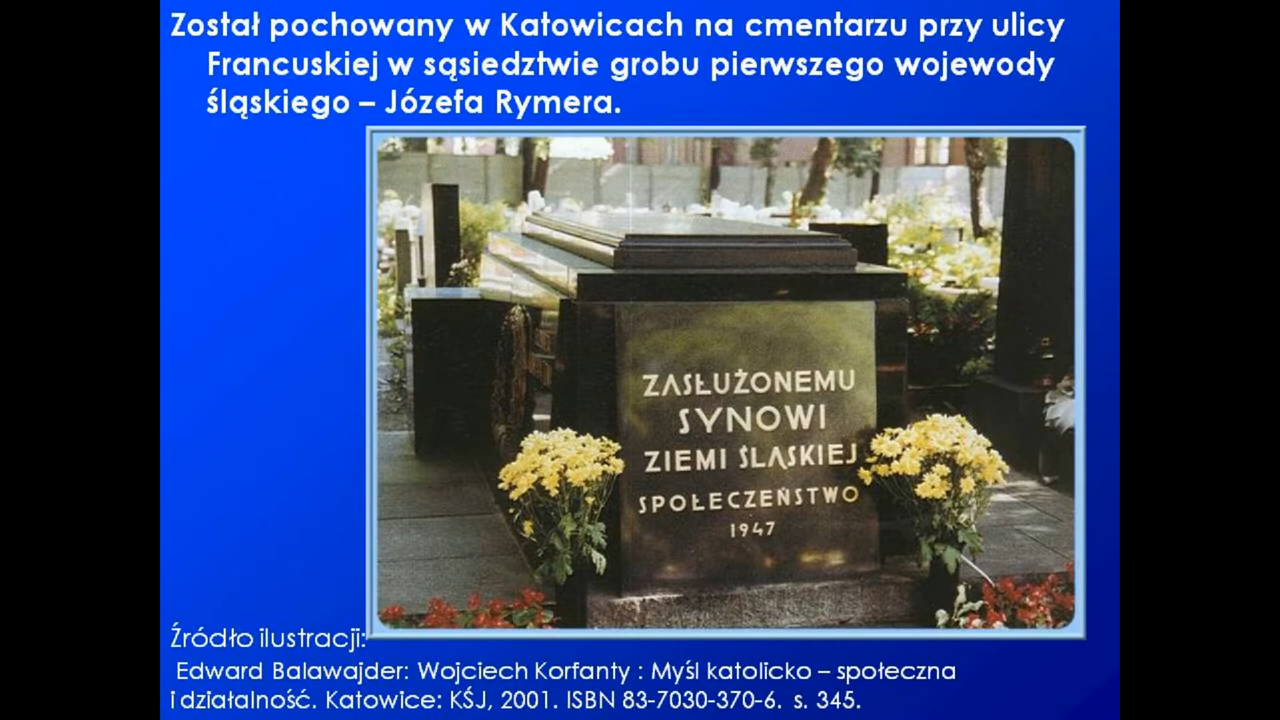 Został pochowany w Katowicach na cmentarzu przy ulicy
Francuskiej w sąsiedztwie grobu pierwszego wojewody
śląskiego – Józefa Rymera.
ZASŁUŻONEMU
SYNOWI
ZIEMI ŚLĄSKIEJ
SPOŁECZEŃSTWO
1947
Źródło ilustracji:
Edward Balawajder: Wojciech Korfanty : Myśl katolicko – społeczna
i działalność. Katowice: KŚJ, 2001. ISBN 83-7030-370-6. s. 345.